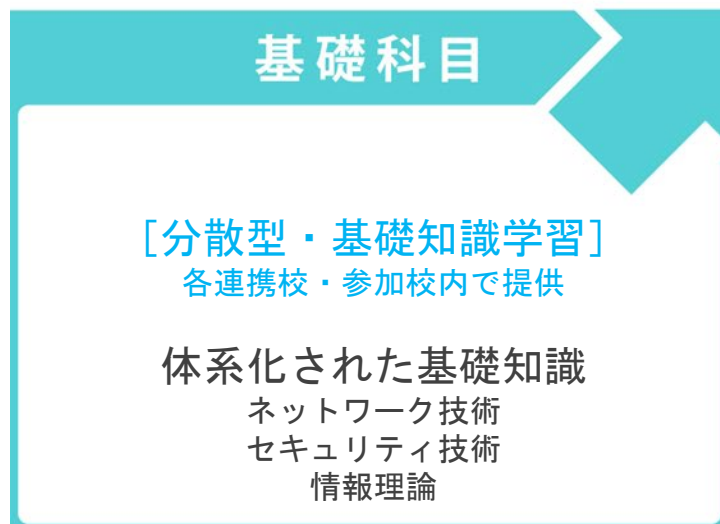 基礎科目
[分散型・基礎知識学習]
各連携校・参加校内で提供
体系化された基礎知識
ネットワーク技術
セキュリティ技術
情報理論